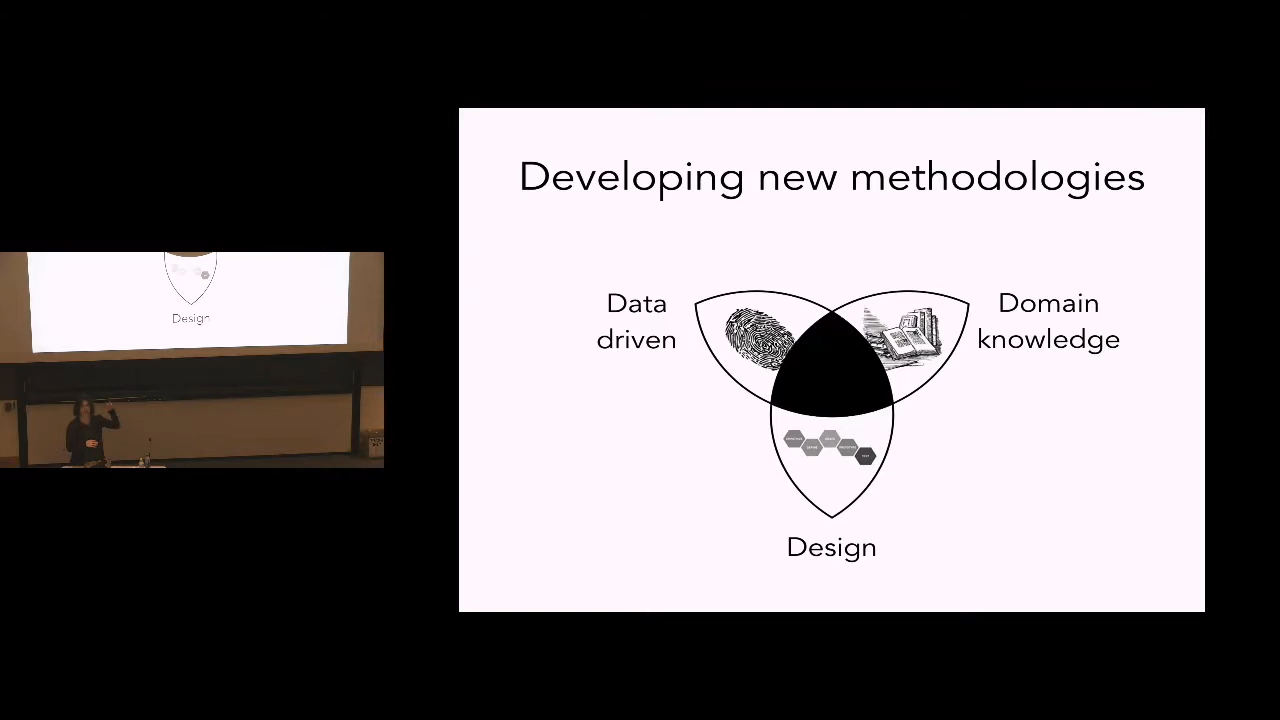 Developing new methodologies
Data
driven
Domain
knowledge
Design
Design